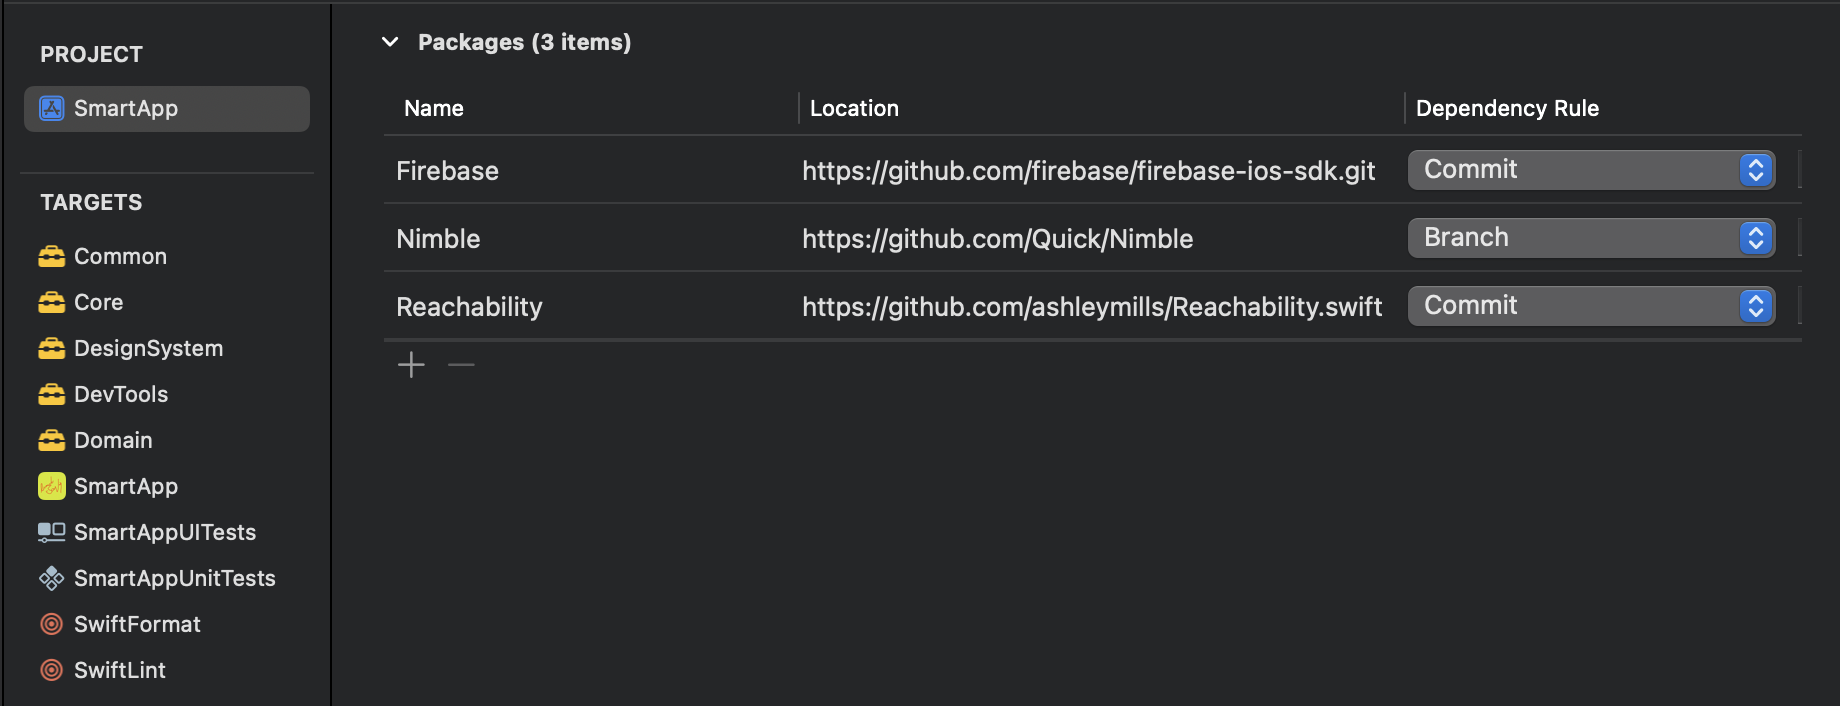 PROJECT
SmartApp
TARGETS
Common
Core
DesignSystem
DevTools
Domain
SmartApp
SmartAppUITests
SmartAppUnitTests
SwiftFormat
SwiftLint
Packages (3 items)
Name Location Dependency Rule
Firebase https://github.com/firebase/firebase-ios-sdk.git Commit
Nimble https://github.com/Quick/Nimble Branch
Reachability https://github.com/ashleymills/Reachability.swift Commit